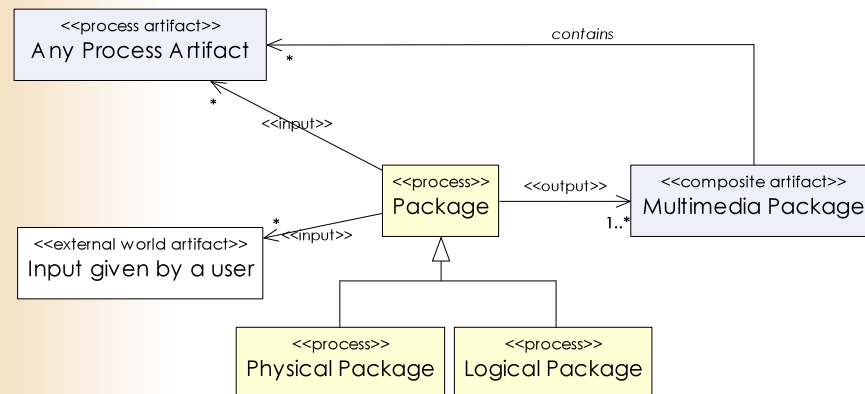 <<process artifact>>
Any Process Artifact
contains
*
*
<<input>>
<<process>>
Package
<<output>>
1..*
<<composite artifact>>
Multimedia Package
*
<<input>>
<<external world artifact>>
Input given by a user
<<process>>
Physical Package
<<process>>
Logical Package